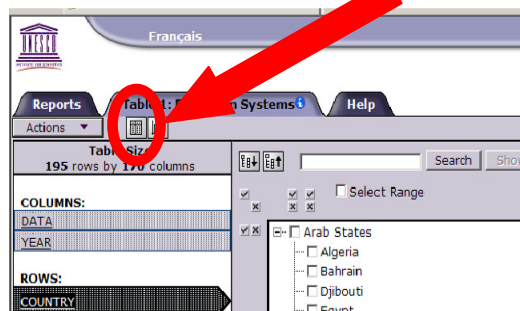 UNESCO
Français
Reports
Table 1: Systems
Help
Actions
Table Size
195 rows by 170 columns
Search
Select Range
COLUMNS:
DATA
YEAR
Arab States
Algeria
Bahrain
Djibouti
Egypt
ROWS:
COUNTRY